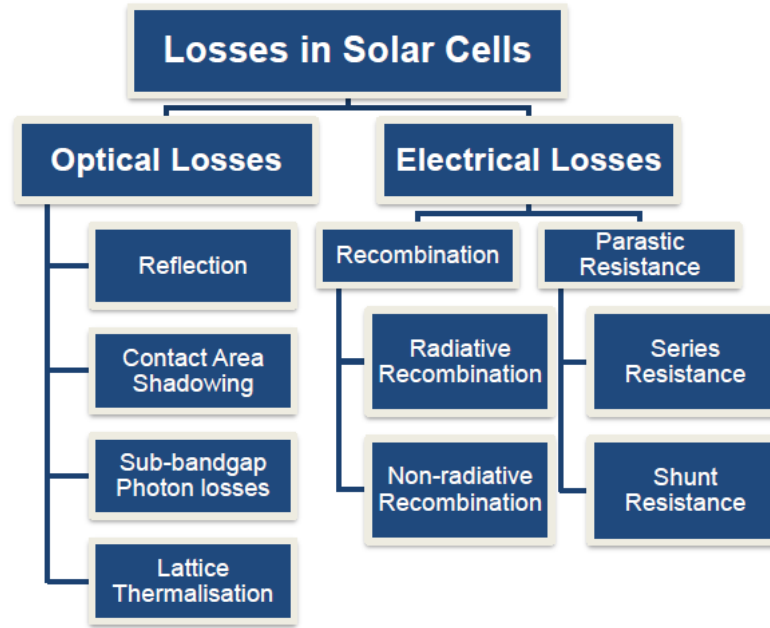 Losses in Solar Cells
Optical Losses
Electrical Losses
Reflection
Contact Area
Shadowing
Sub-bandgap
Photon losses
Lattice
Thermalisation
Recombination
Radiative
Recombination
Non-radiative
Recombination
Parastic
Resistance
Series
Resistance
Shunt
Resistance